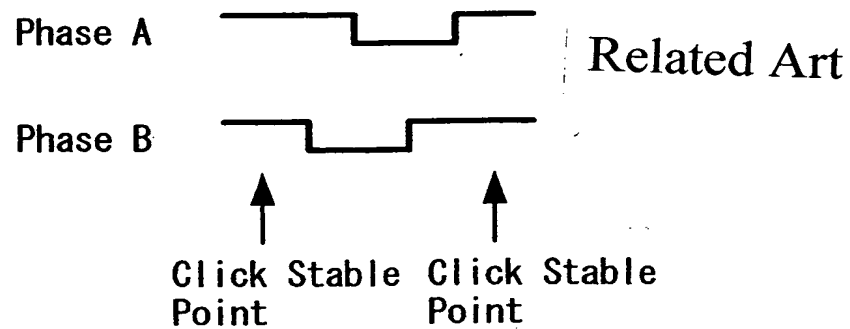 Phase A
Related Art
Phase B
Click Stable Point
Click Stable Point